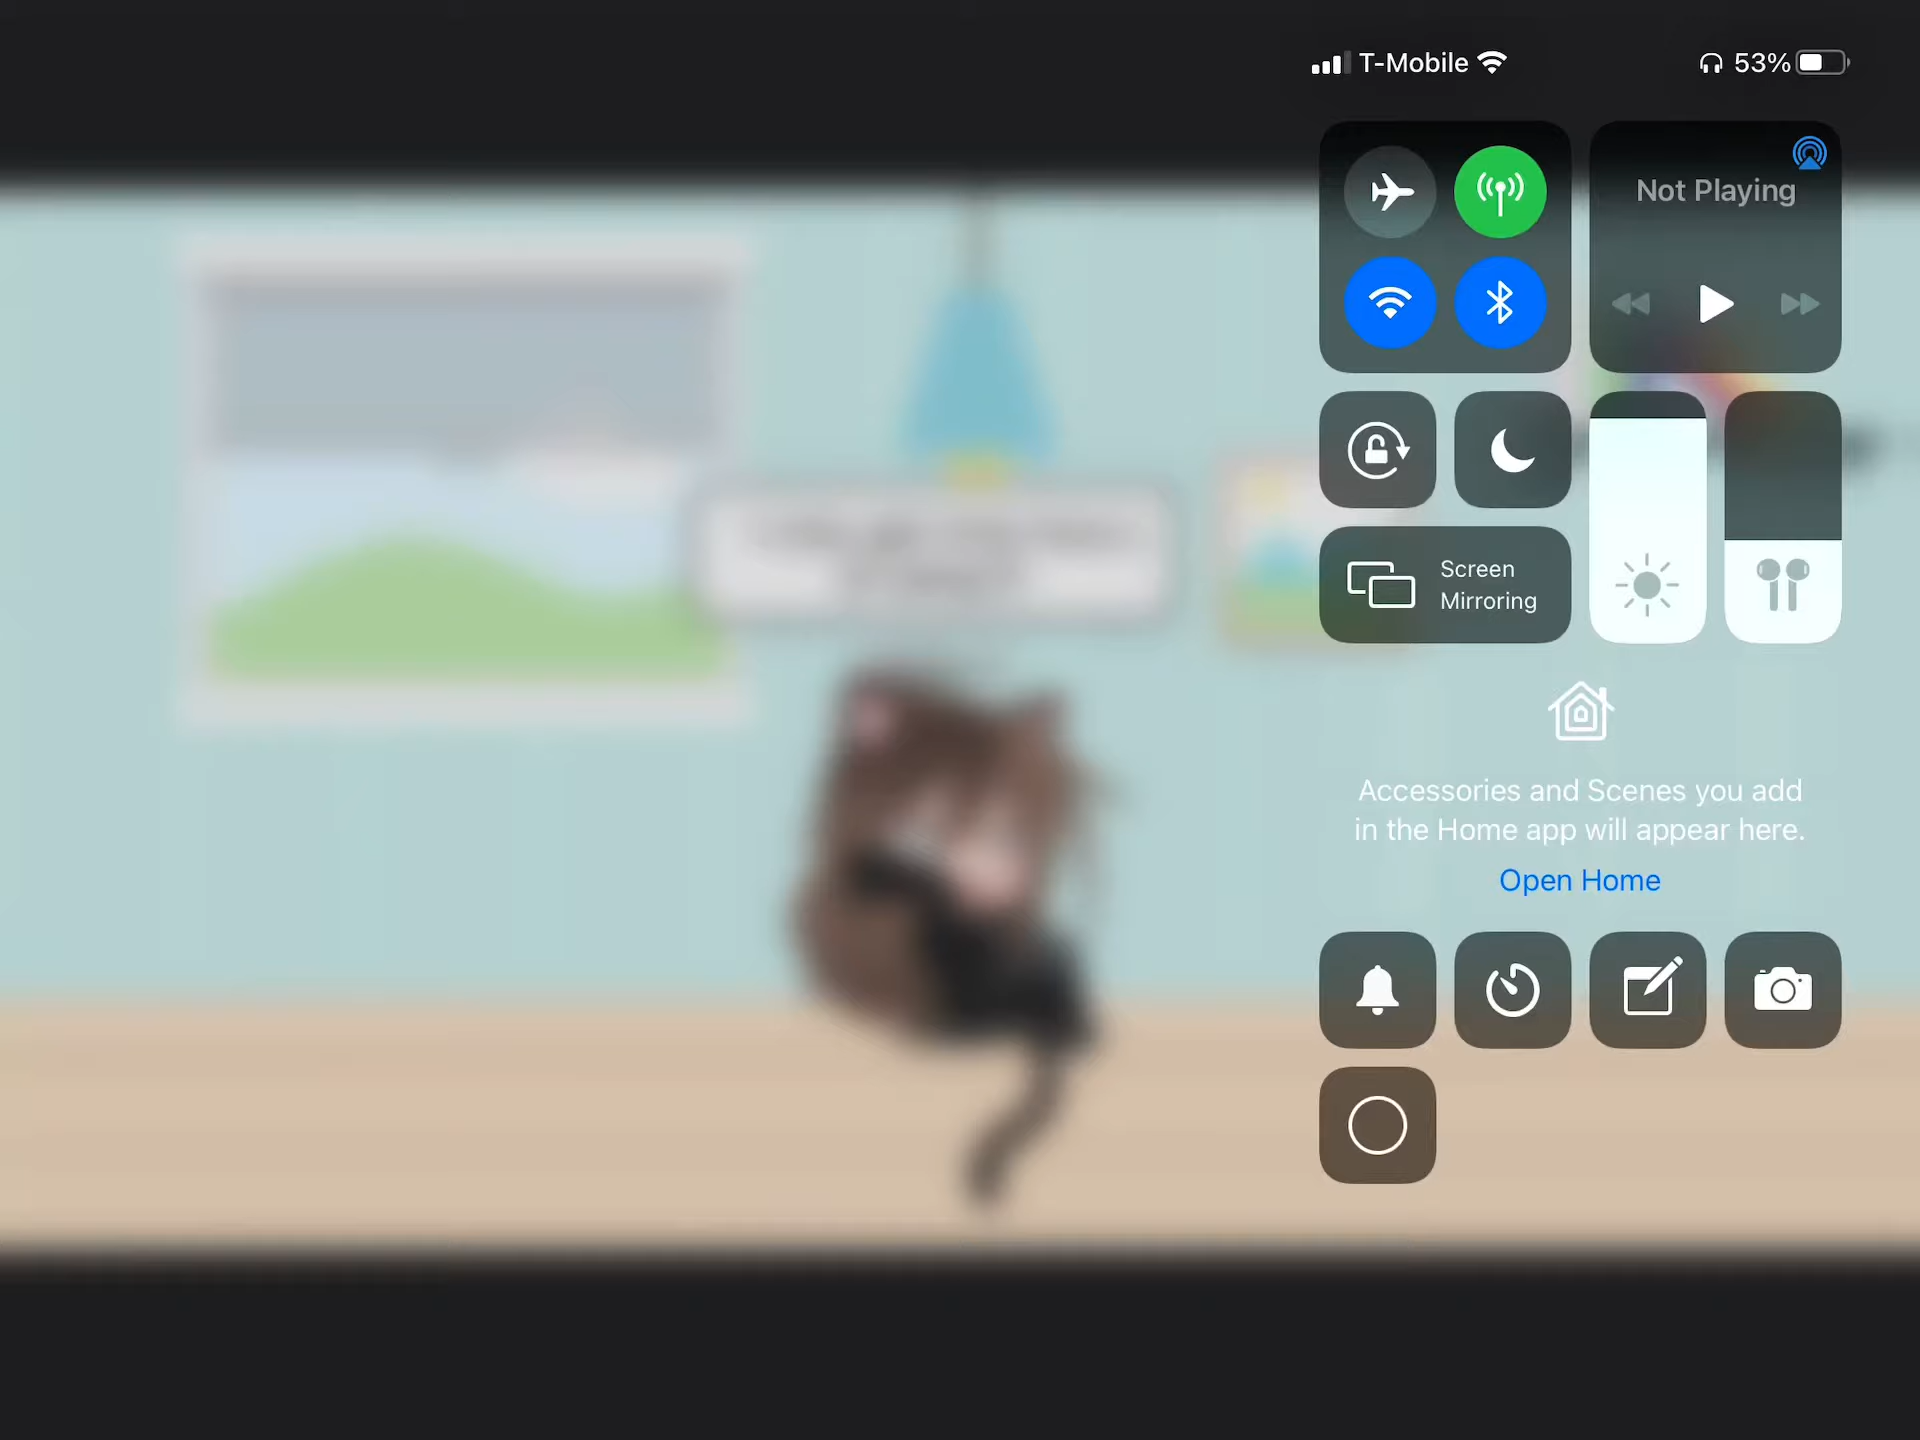 T-Mobile
53%
Not Playing
Screen
Mirroring
Accessories and Scenes you add
in the Home app will appear here.
Open Home